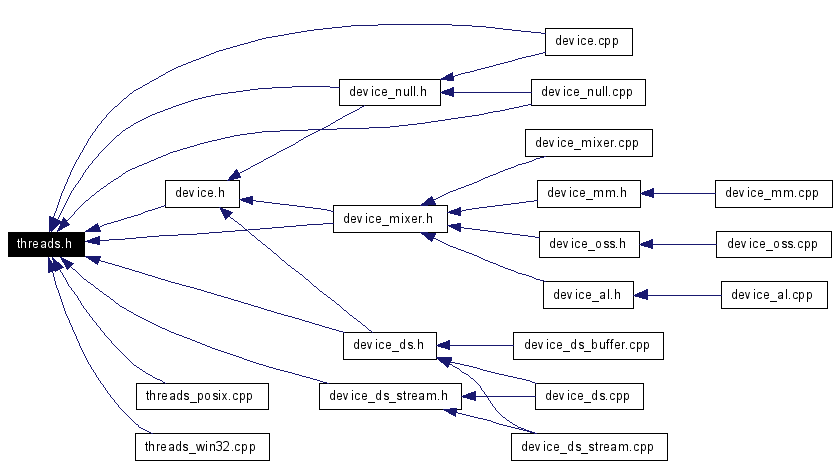 device.cpp
device_null.h
device_null.cpp
device_mixer.cpp
device.h
device_mm.h
device_mm.cpp
device_mixer.h
threads.h
device_oss.h
device_oss.cpp
device_al.h
device_al.cpp
device_ds.h
device_ds_buffer.cpp
threads_posix.cpp
device_ds_stream.h
device_ds.cpp
threads_win32.cpp
device_ds_stream.cpp